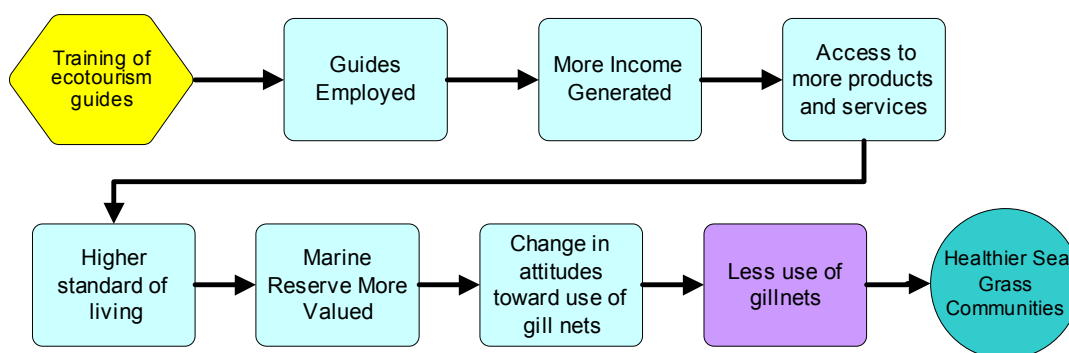 Training of
ecotourism
guides
Guides
Employed
More Income
Generated
Access to
more products
and services
Higher
standard of
living
Marine
Reserve More
Valued
Change in
attitudes
toward use of
gill nets
Less use of
gillnets
Healthier Sea
Grass
Communities